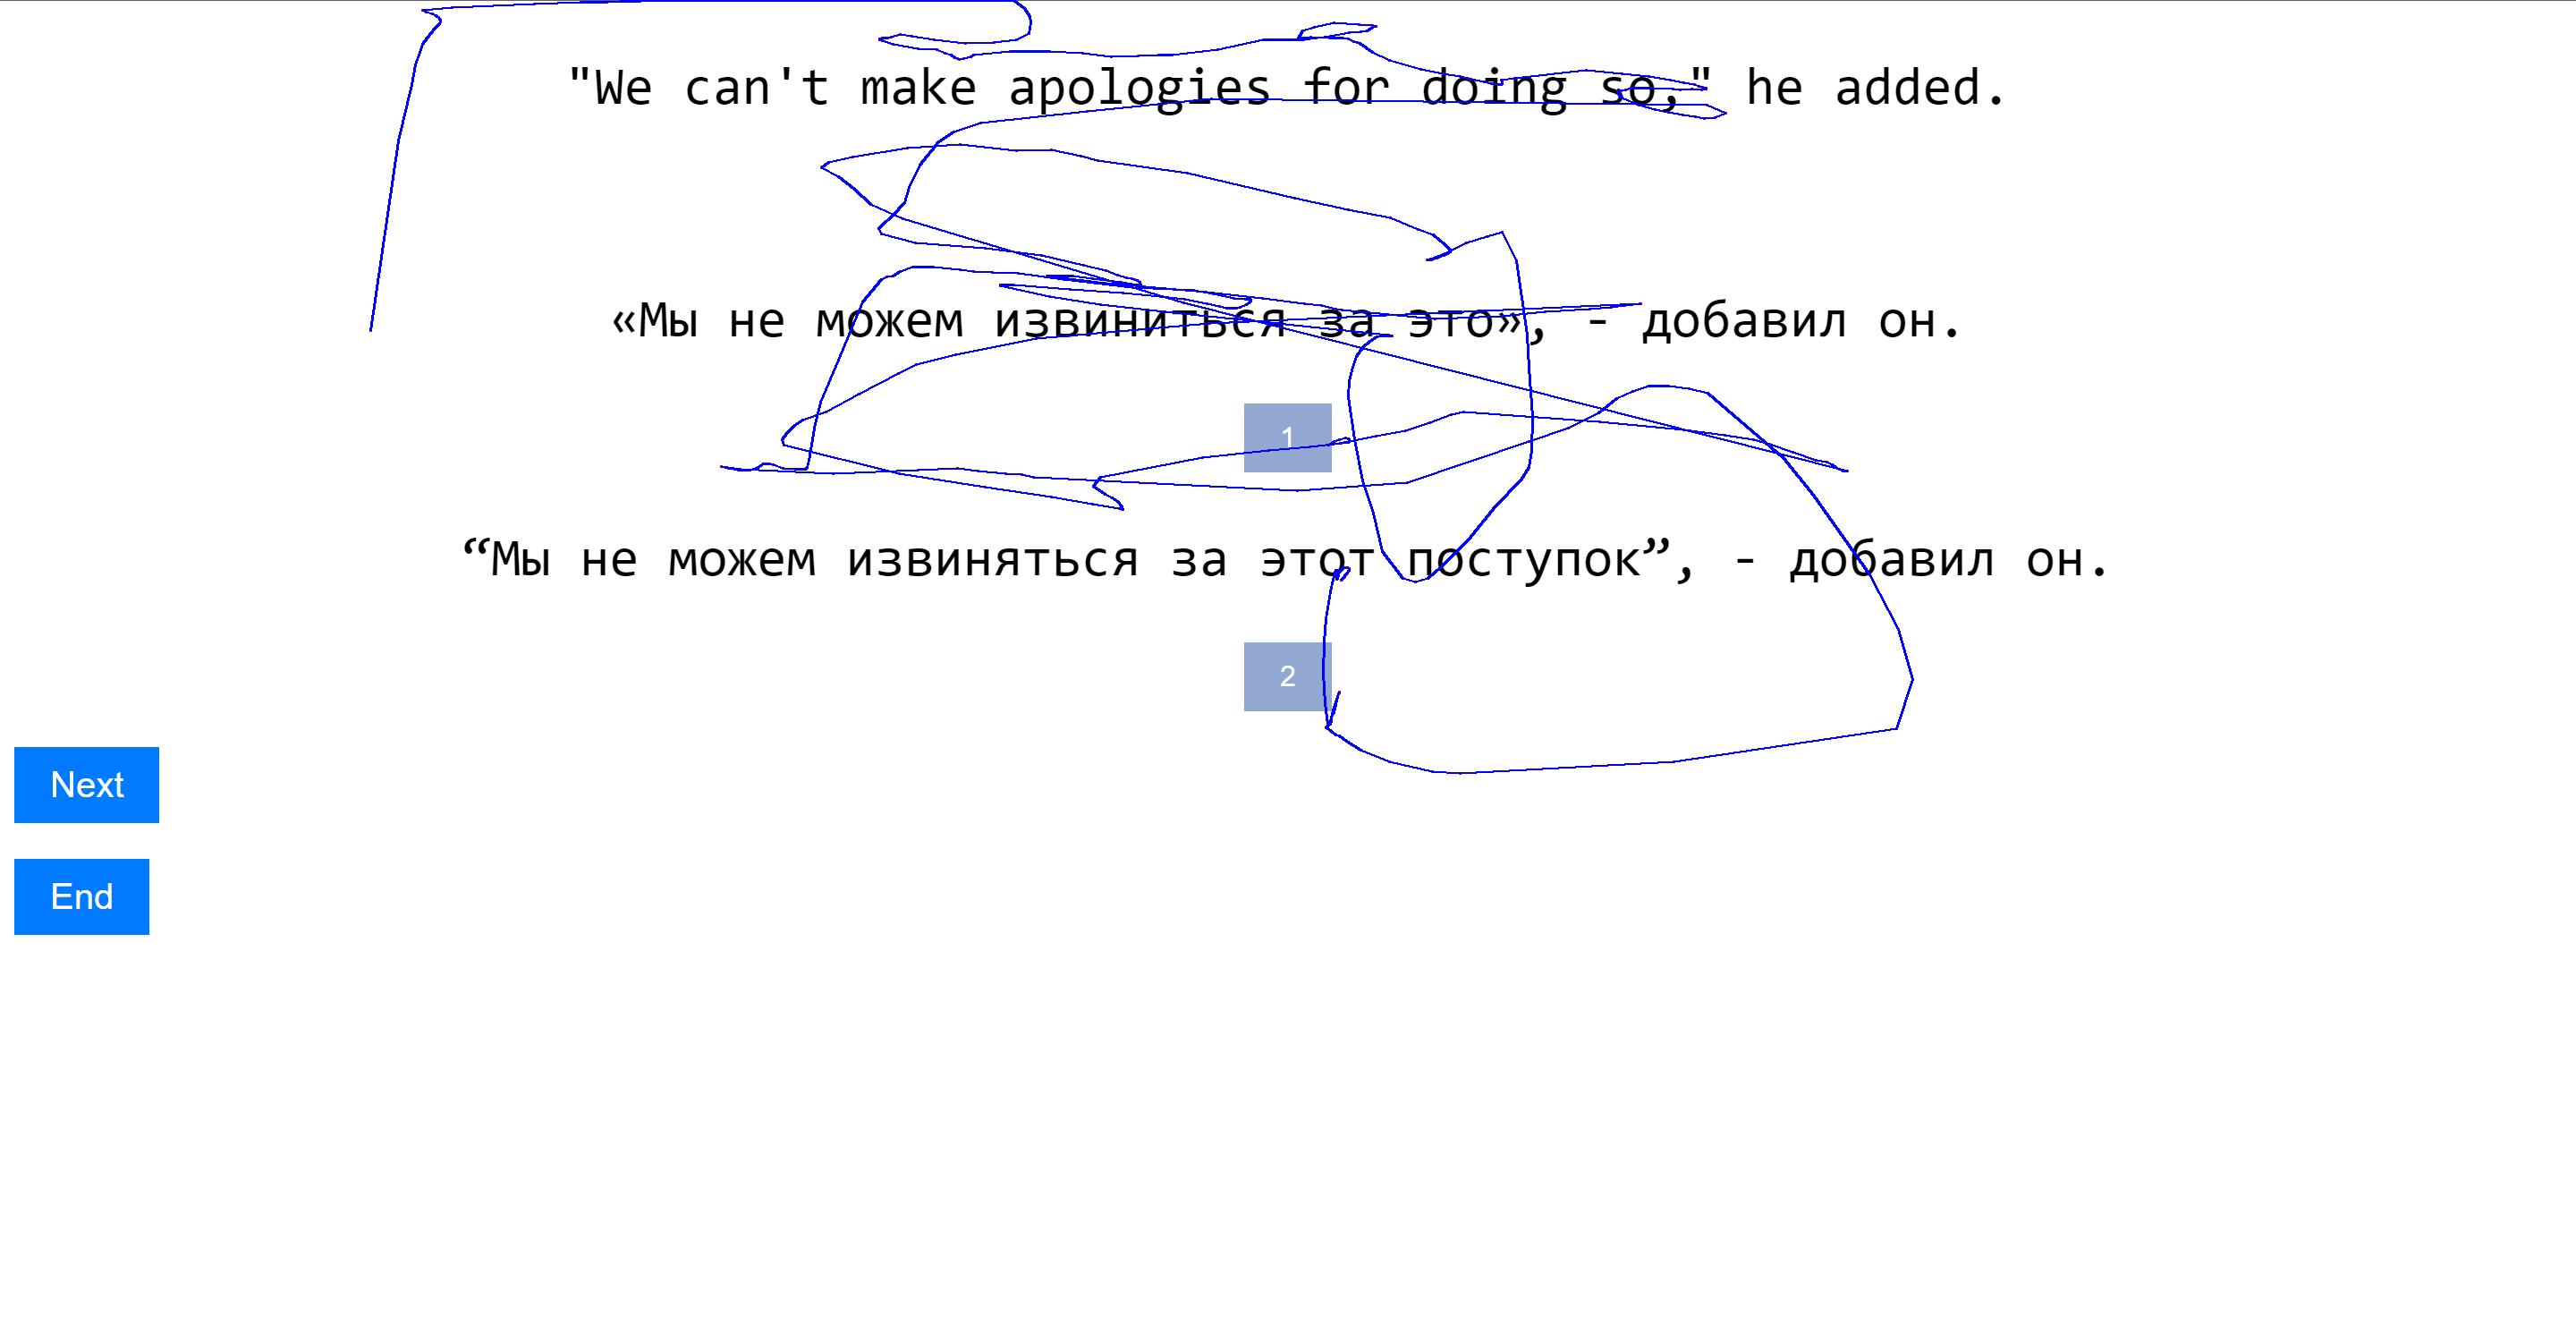 "We can't make apologies for doing so," he added.
«Мы не можем извиниться за это», - добавил он.
1
“Мы не можем извиняться за этот поступок”, - добавил он.
2
Next
End